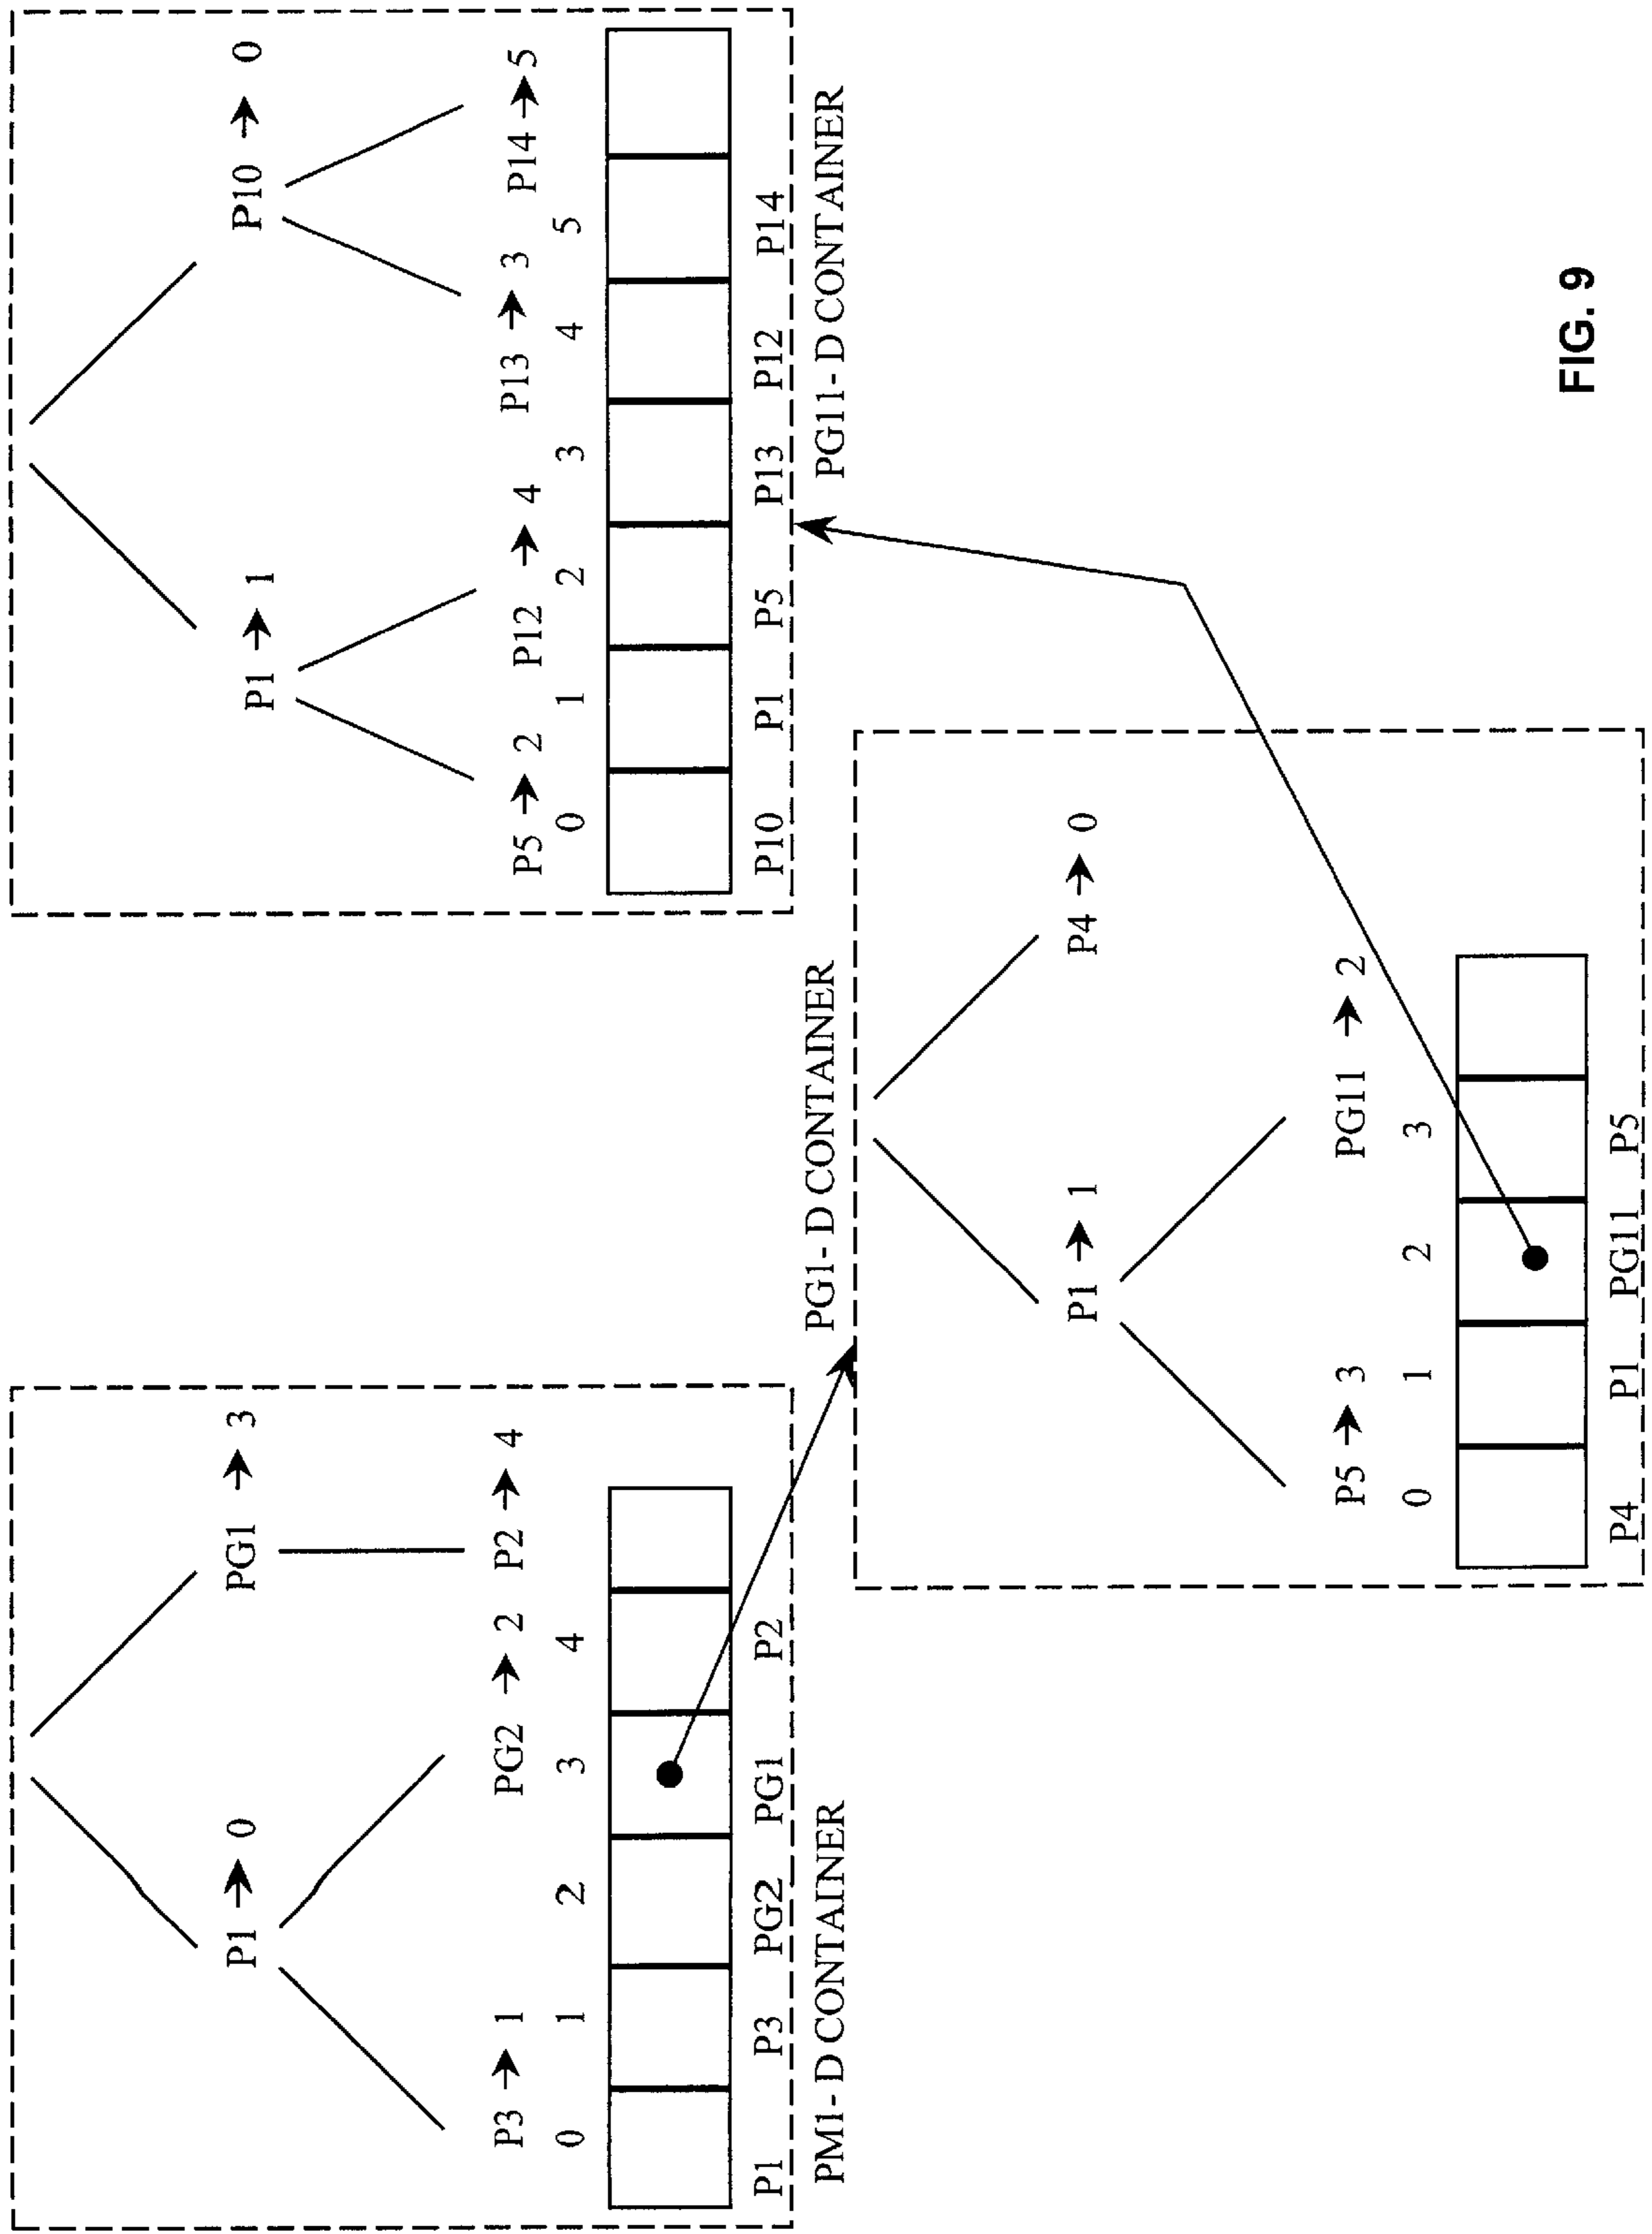 P1 → 0
PG1 → 3
P3 → 1
PG2 → 2
P2 → 4
0 1 2 3 4
P1 P3 PG2 PG1 P2
PM1- D CONTAINER
P1 → 1
P10 → 0
P5 → 2
P12 → 4
P13 → 3
P14 → 5
0 1 2 3 4 5
P10 P1 P5 P13 P12 P14
PG11- D CONTAINER
PG1- D CONTAINER
P1 → 1
P4 → 0
P5 → 3
PG11 → 2
0 1 2 3
P4 P1 PG11 P5
FIG. 9